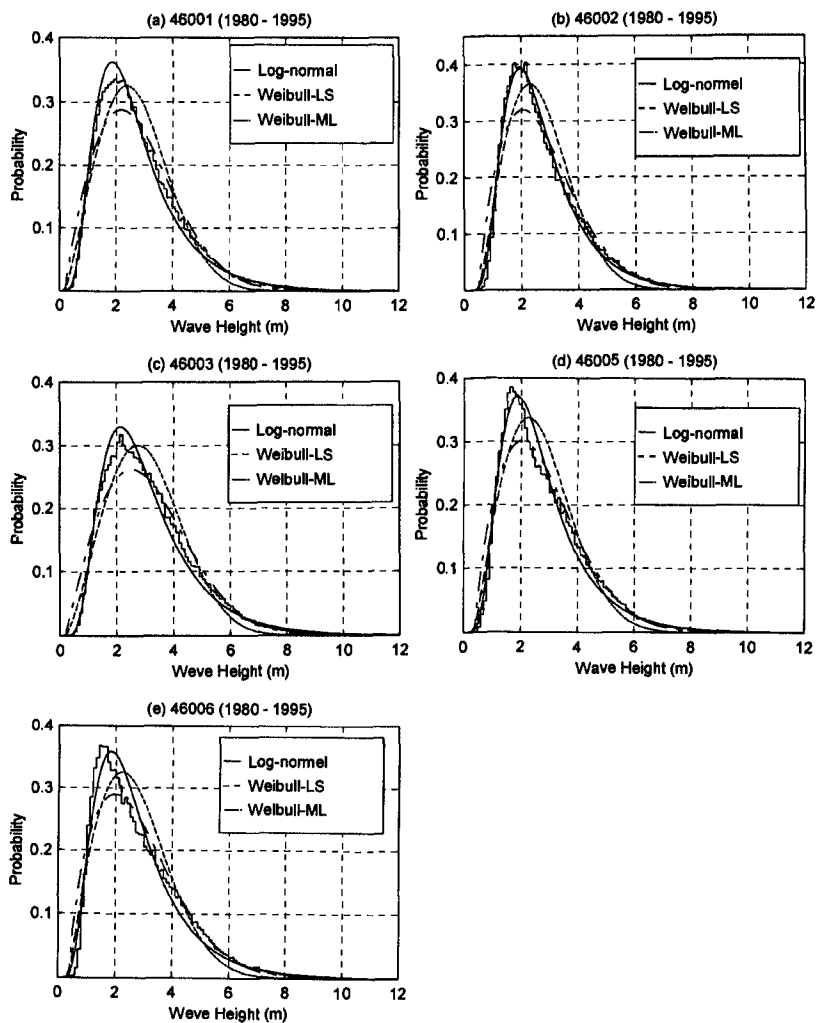 (a) 46001 (1980 - 1995)
0.4
0.3
0.2
0.1
Probability
Log-normal
Weibull-LS
Weibull-ML
0 2 4 6 8 10 12
Wave Height (m)
(b) 46002 (1980 - 1995)
0.4
0.3
0.2
0.1
Probability
Log-normel
Weibull-LS
Welbull-ML
0 2 4 6 8 10 12
Wave Height (m)
(c) 46003 (1980 - 1995)
0.4
0.3
0.2
0.1
Probability
Log-normal
Weibull-LS
Welbull-ML
0 2 4 6 8 10 12
Weve Height (m)
(d) 46005 (1980 - 1995)
0.4
0.3
0.2
0.1
Probability
Log-normal
Weibull-LS
Weibull-ML
0 2 4 6 8 10 12
Wave Height (m)
(e) 46006 (1980 - 1995)
0.4
0.3
0.2
0.1
Probability
Log-normel
Weibull-LS
Welbull-ML
0 2 4 6 8 10 12
Weve Height (m)